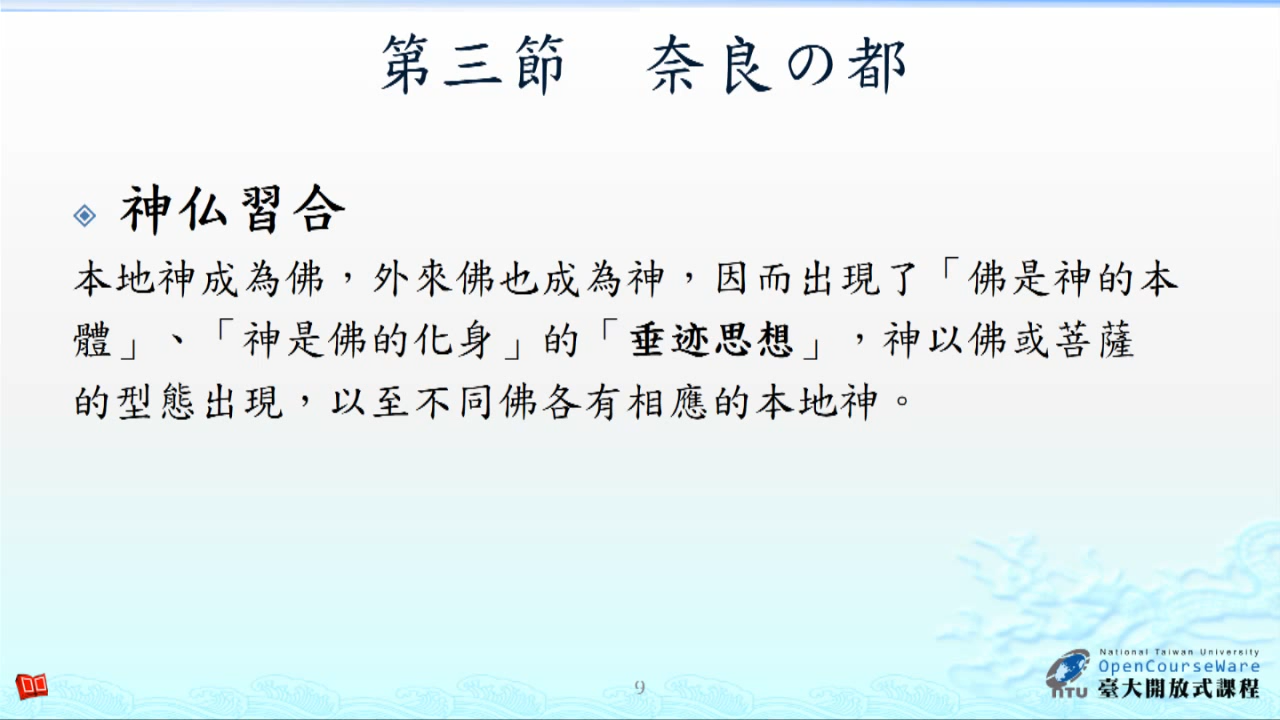 第三節　奈良の都
神仏習合
本地神成為佛，外來佛也成為神，因而出現了「佛是神的本
體」、「神是佛的化身」的「垂迹思想」，神以佛或菩薩
的型態出現，以至不同佛各有相應的本地神。
9
National Taiwan University
OpenCourseWare
NTU 臺大開放式課程